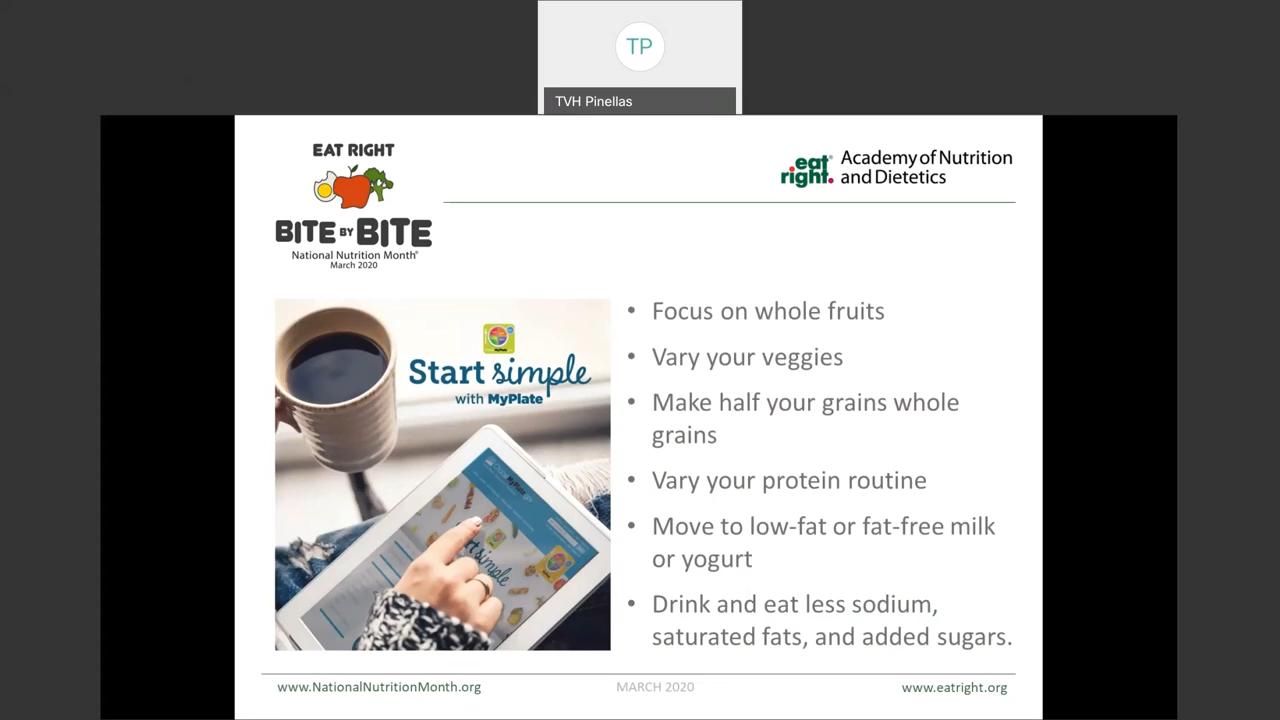 TP
TVH Pinellas
EAT RIGHT
BITE BY BITE
National Nutrition Month®
March 2020
eat right.® Academy of Nutrition
and Dietetics
Start simple
with MyPlate
• Focus on whole fruits
• Vary your veggies
• Make half your grains whole
grains
• Vary your protein routine
• Move to low-fat or fat-free milk
or yogurt
• Drink and eat less sodium,
saturated fats, and added sugars.
www.NationalNutritionMonth.org
MARCH 2020
www.eatright.org